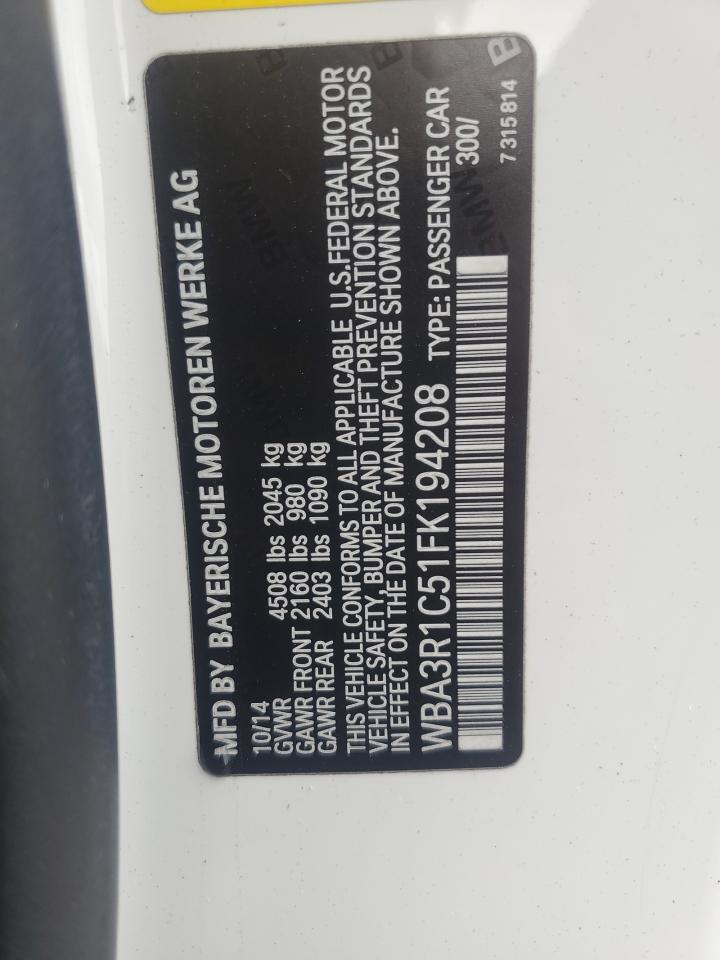 MFD BY BAYERISCHE MOTOREN WERKE AG
10/14
GVWR 4508 lbs 2045 kg
GAWR FRONT 2160 lbs 980 kg
GAWR REAR 2403 lbs 1090 kg
THIS VEHICLE CONFORMS TO ALL APPLICABLE U.S.FEDERAL MOTOR
VEHICLE SAFETY, BUMPER AND THEFT PREVENTION STANDARDS
IN EFFECT ON THE DATE OF MANUFACTURE SHOWN ABOVE.
WBA3R1C51FK194208 TYPE: PASSENGER CAR
300/
7 315 814
BMW
BMW
BMW
B